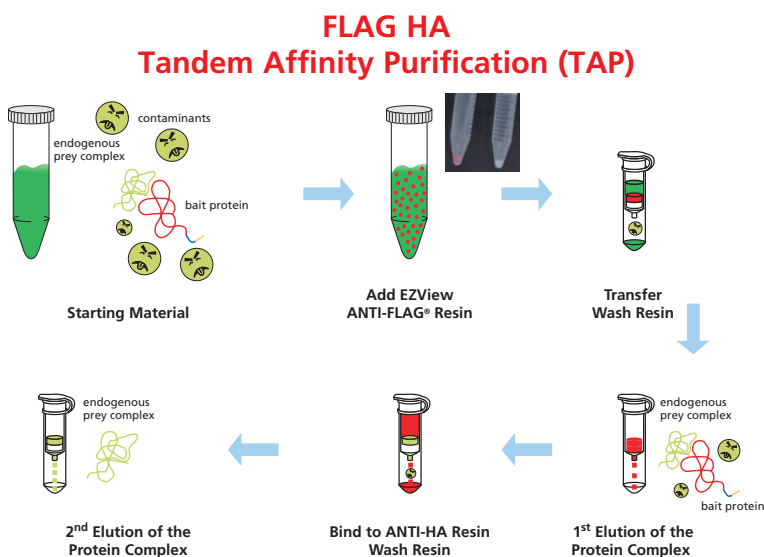 FLAG HA
Tandem Affinity Purification (TAP)
contaminants
endogenous
prey complex
bait protein
Starting Material
Add EZView
ANTI-FLAG® Resin
Transfer
Wash Resin
endogenous
prey complex
bait protein
1st Elution of the
Protein Complex
Bind to ANTI-HA Resin
Wash Resin
endogenous
prey complex
2nd Elution of the
Protein Complex